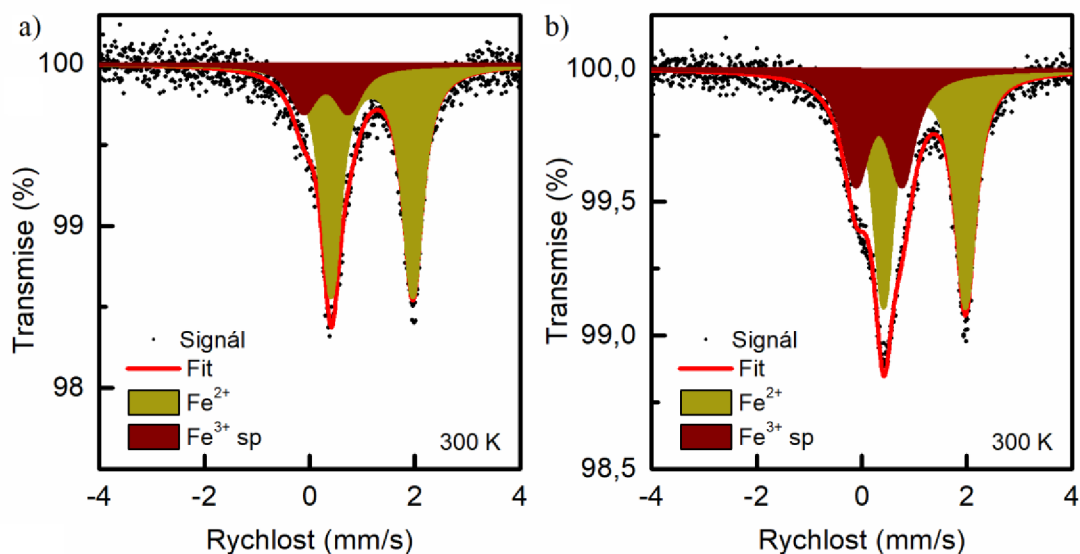 a)
100
99
98
Transmise (%)
Signál
Fit
Fe²⁺
Fe³⁺ sp
300 K
-4 -2 0 2 4
Rychlost (mm/s)
b)
100,0
99,5
99,0
98,5
Transmise (%)
Signál
Fit
Fe²⁺
Fe³⁺ sp
300 K
-4 -2 0 2 4
Rychlost (mm/s)